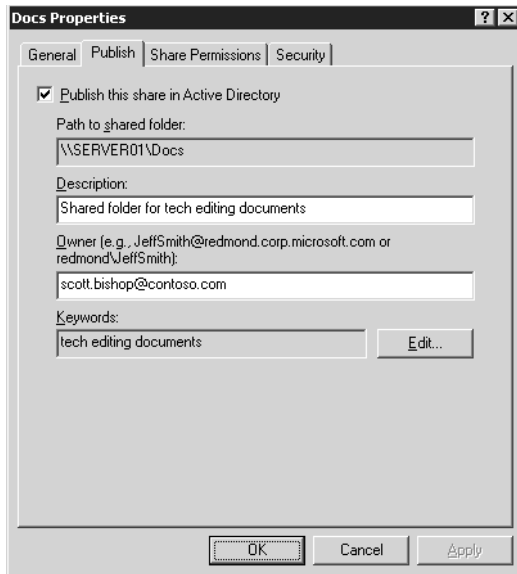 Docs Properties
General
Publish
Share Permissions
Security
Publish this share in Active Directory
Path to shared folder:
\\SERVER01\Docs
Description:
Shared folder for tech editing documents
Owner (e.g., JeffSmith@redmond.corp.microsoft.com or
redmond\JeffSmith):
scott.bishop@contoso.com
Keywords:
tech editing documents
Edit...
OK
Cancel
Apply